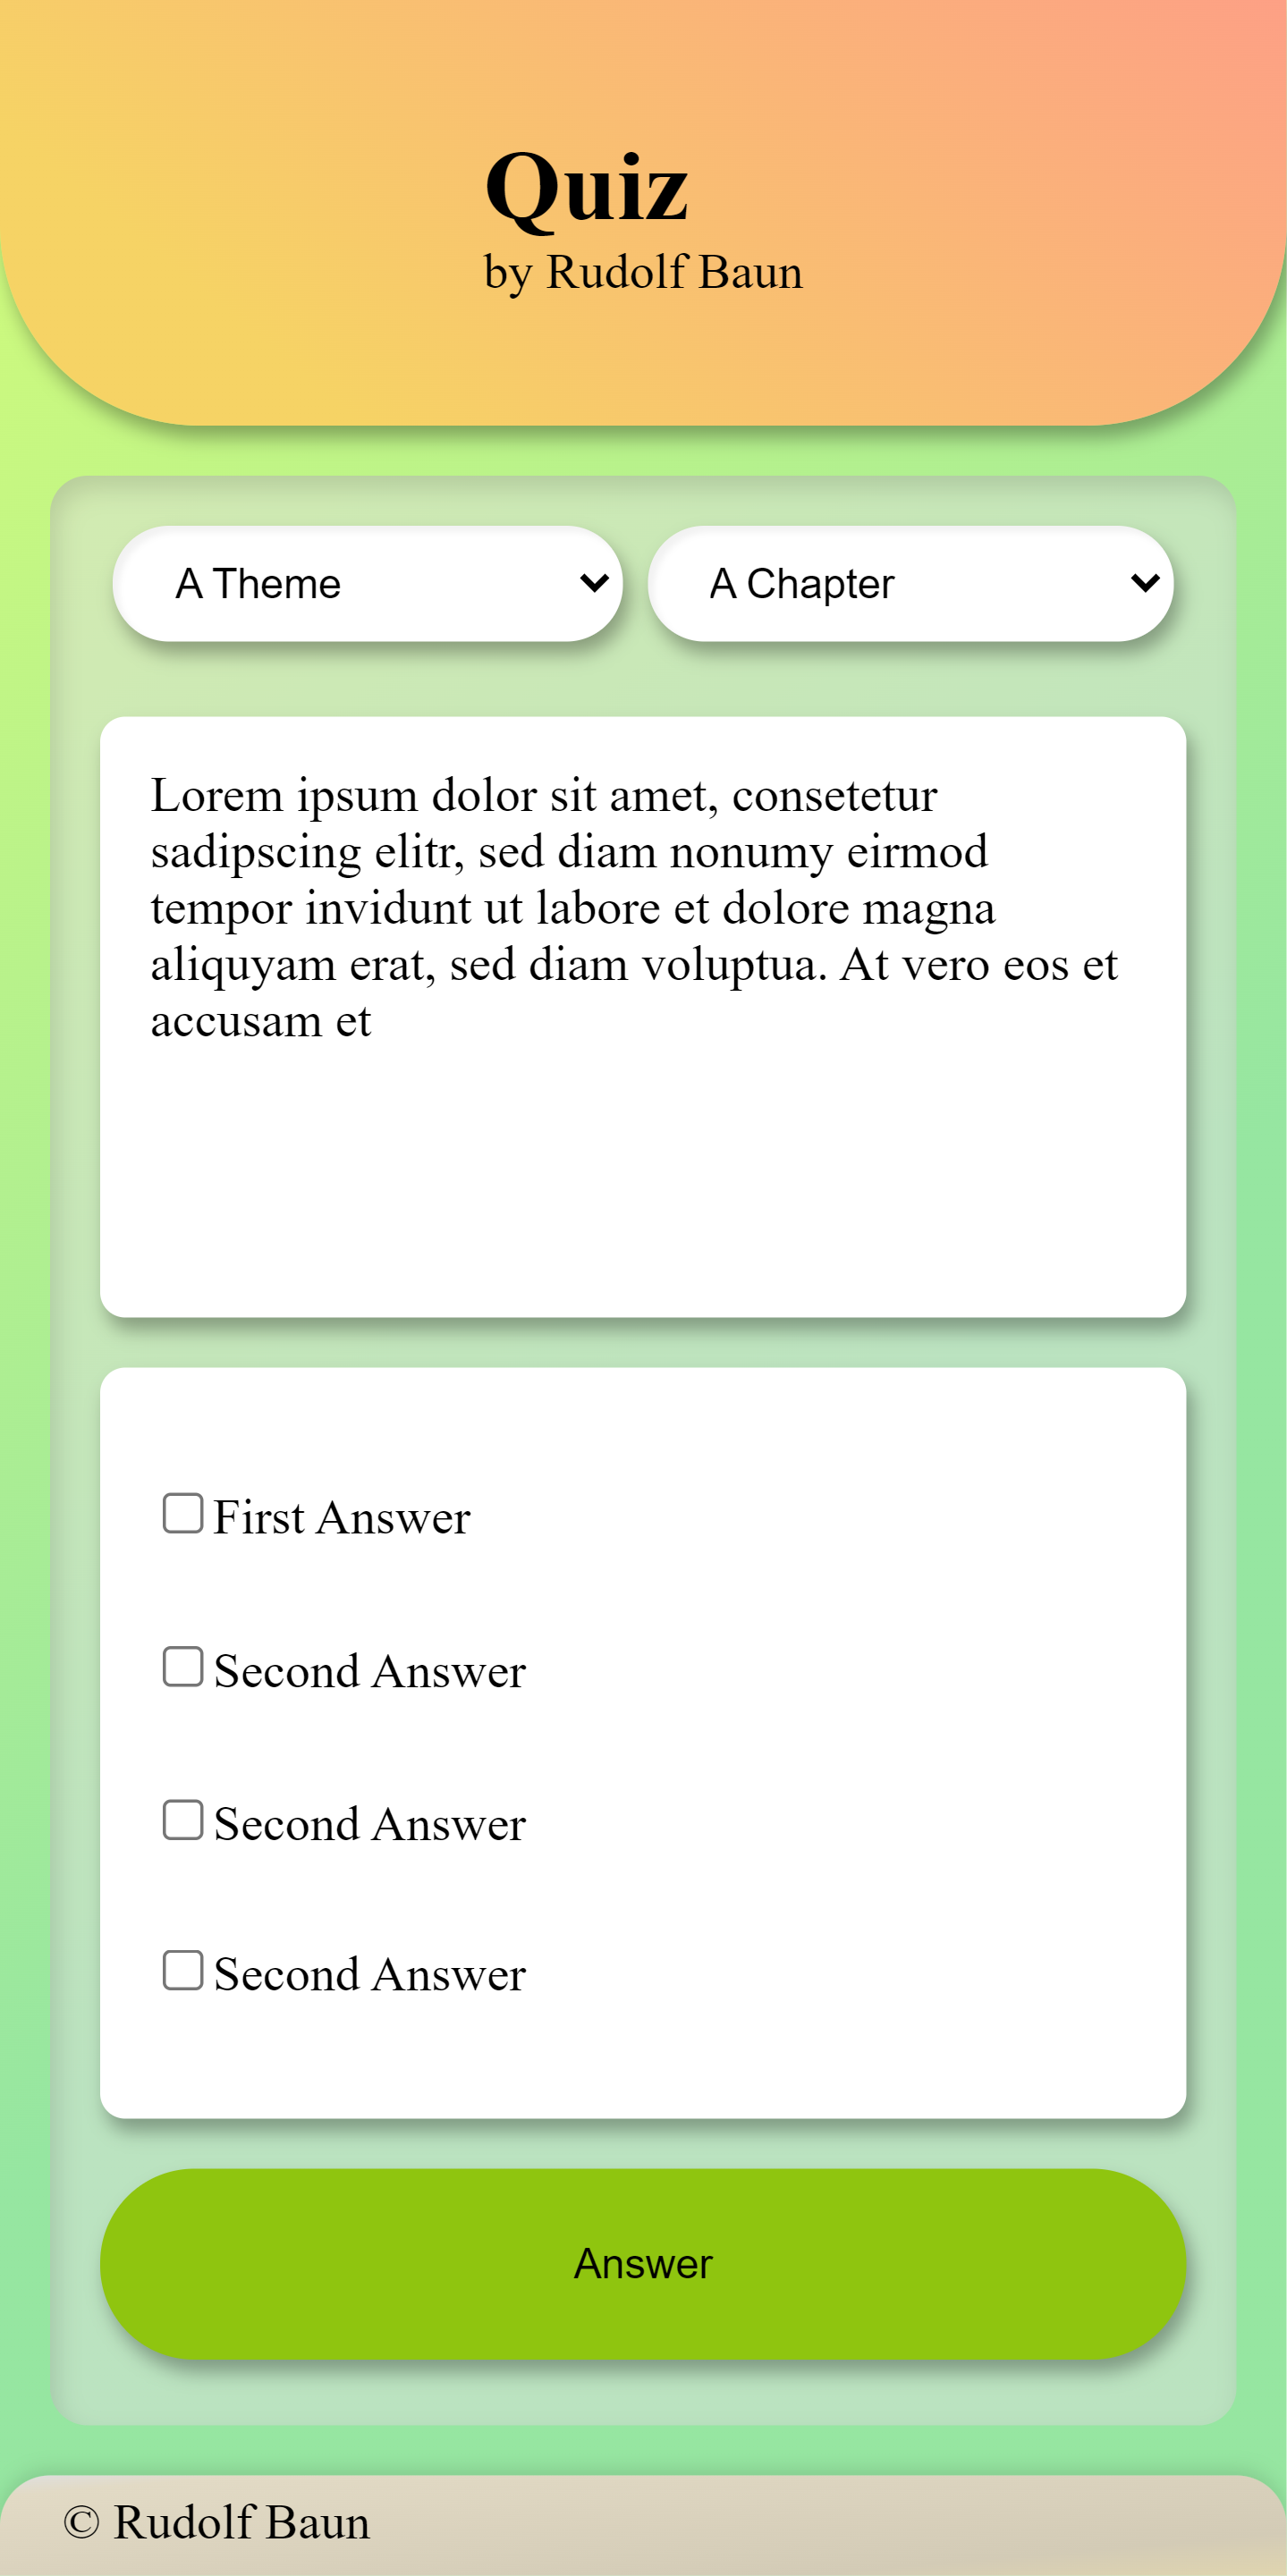 Quiz
by Rudolf Baun
A Theme
A Chapter
Lorem ipsum dolor sit amet, consetetur
sadipscing elitr, sed diam nonumy eirmod
tempor invidunt ut labore et dolore magna
aliquyam erat, sed diam voluptua. At vero eos et
accusam et
First Answer
Second Answer
Second Answer
Second Answer
Answer
© Rudolf Baun